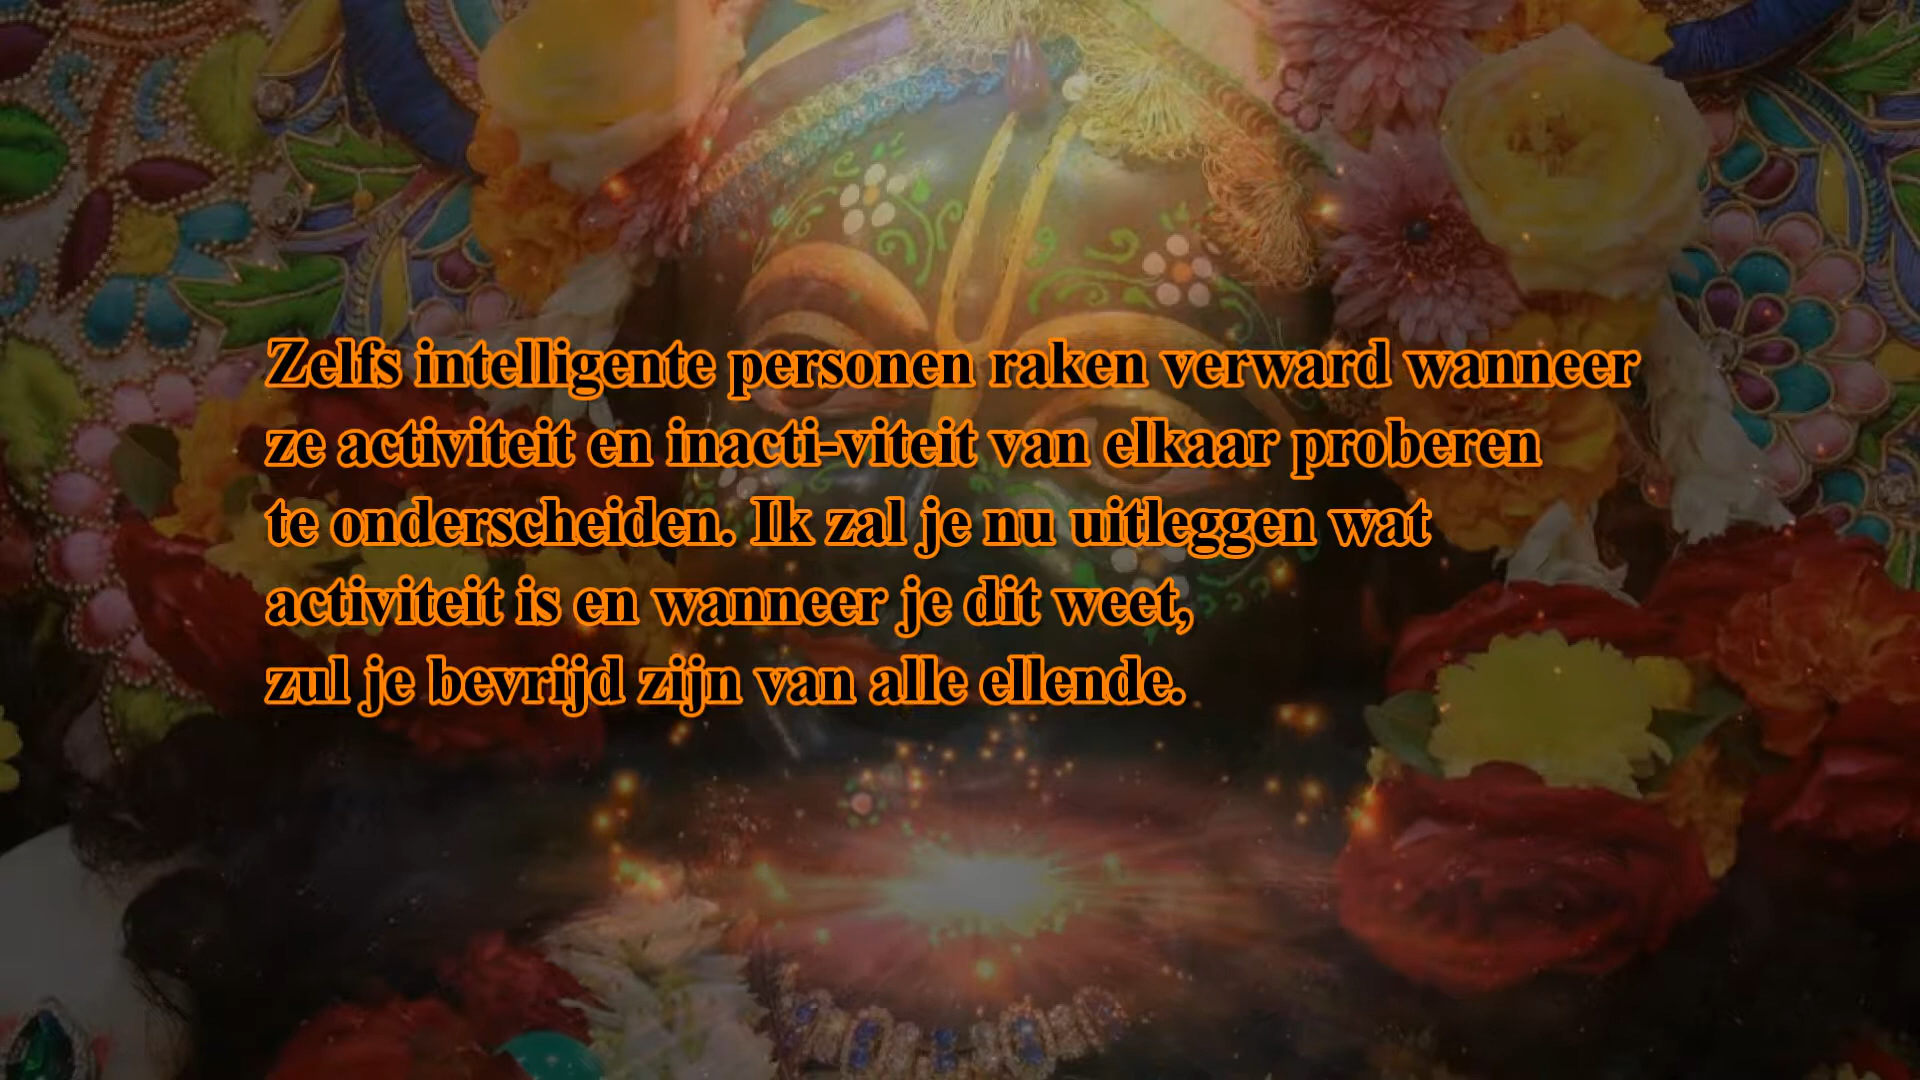 Zelfs intelligente personen raken verward wanneer
ze activiteit en inacti-viteit van elkaar proberen
te onderscheiden. Ik zal je nu uitleggen wat
activiteit is en wanneer je dit weet,
zul je bevrijd zijn van alle ellende.